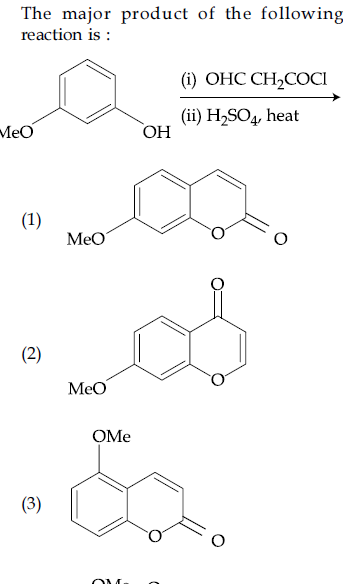 The major product of the following
reaction is :
(i) OHC CH₂COCl
MeO
OH
(ii) H₂SO₄, heat
(1)
MeO
O
O
O
(2)
MeO
O
OMe
(3)
O
O